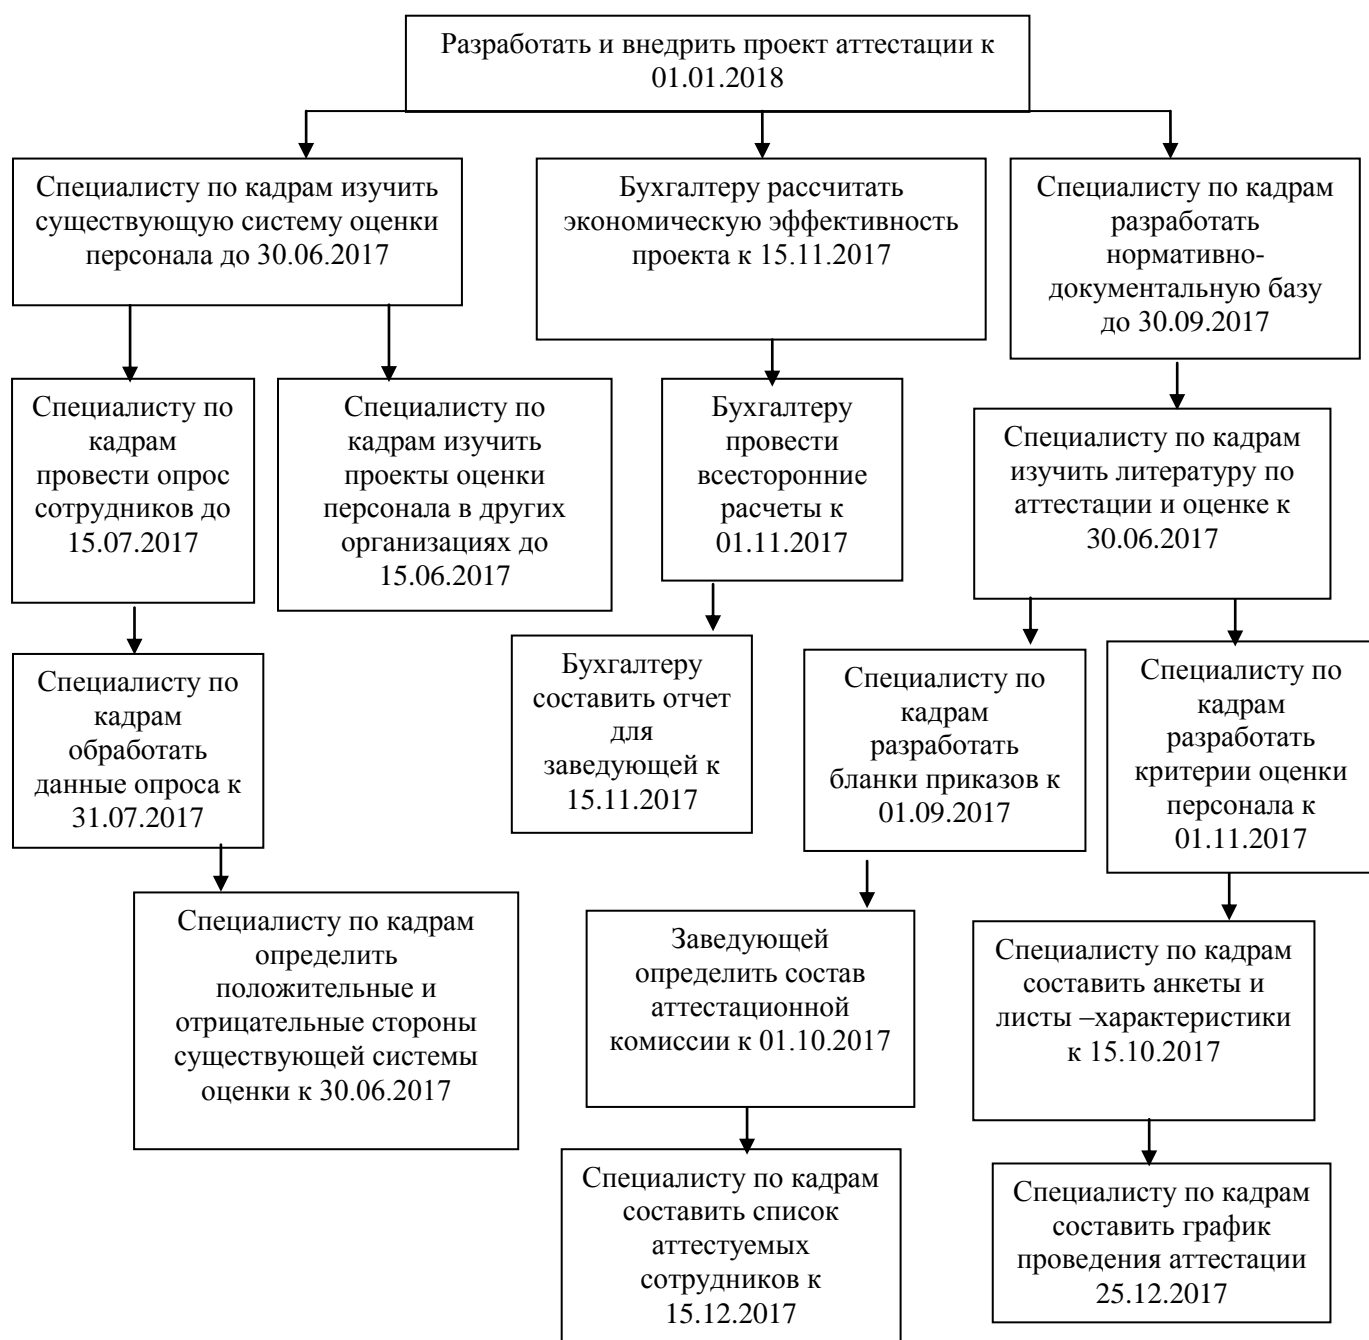 Разработать и внедрить проект аттестации к
01.01.2018
Специалисту по кадрам изучить
существующую систему оценки
персонала до 30.06.2017
Бухгалтеру рассчитать
экономическую эффективность
проекта к 15.11.2017
Специалисту по кадрам
разработать
нормативно-
документальную базу
до 30.09.2017
Специалисту по
кадрам
провести опрос
сотрудников до
15.07.2017
Специалисту по
кадрам изучить
проекты оценки
персонала в других
организациях до
15.06.2017
Бухгалтеру
провести
всесторонние
расчеты к
01.11.2017
Специалисту по кадрам
изучить литературу по
аттестации и оценке к
30.06.2017
Специалисту по
кадрам
обработать
данные опроса к
31.07.2017
Бухгалтеру
составить отчет
для
заведующей к
15.11.2017
Специалисту по
кадрам
разработать
бланки приказов к
01.09.2017
Специалисту по
кадрам
разработать
критерии оценки
персонала к
01.11.2017
Специалисту по кадрам
определить
положительные и
отрицательные стороны
существующей системы
оценки к 30.06.2017
Заведующей
определить состав
аттестационной
комиссии к 01.10.2017
Специалисту по кадрам
составить анкеты и
листы –характеристики
к 15.10.2017
Специалисту по кадрам
составить список
аттестуемых
сотрудников к
15.12.2017
Специалисту по кадрам
составить график
проведения аттестации
25.12.2017